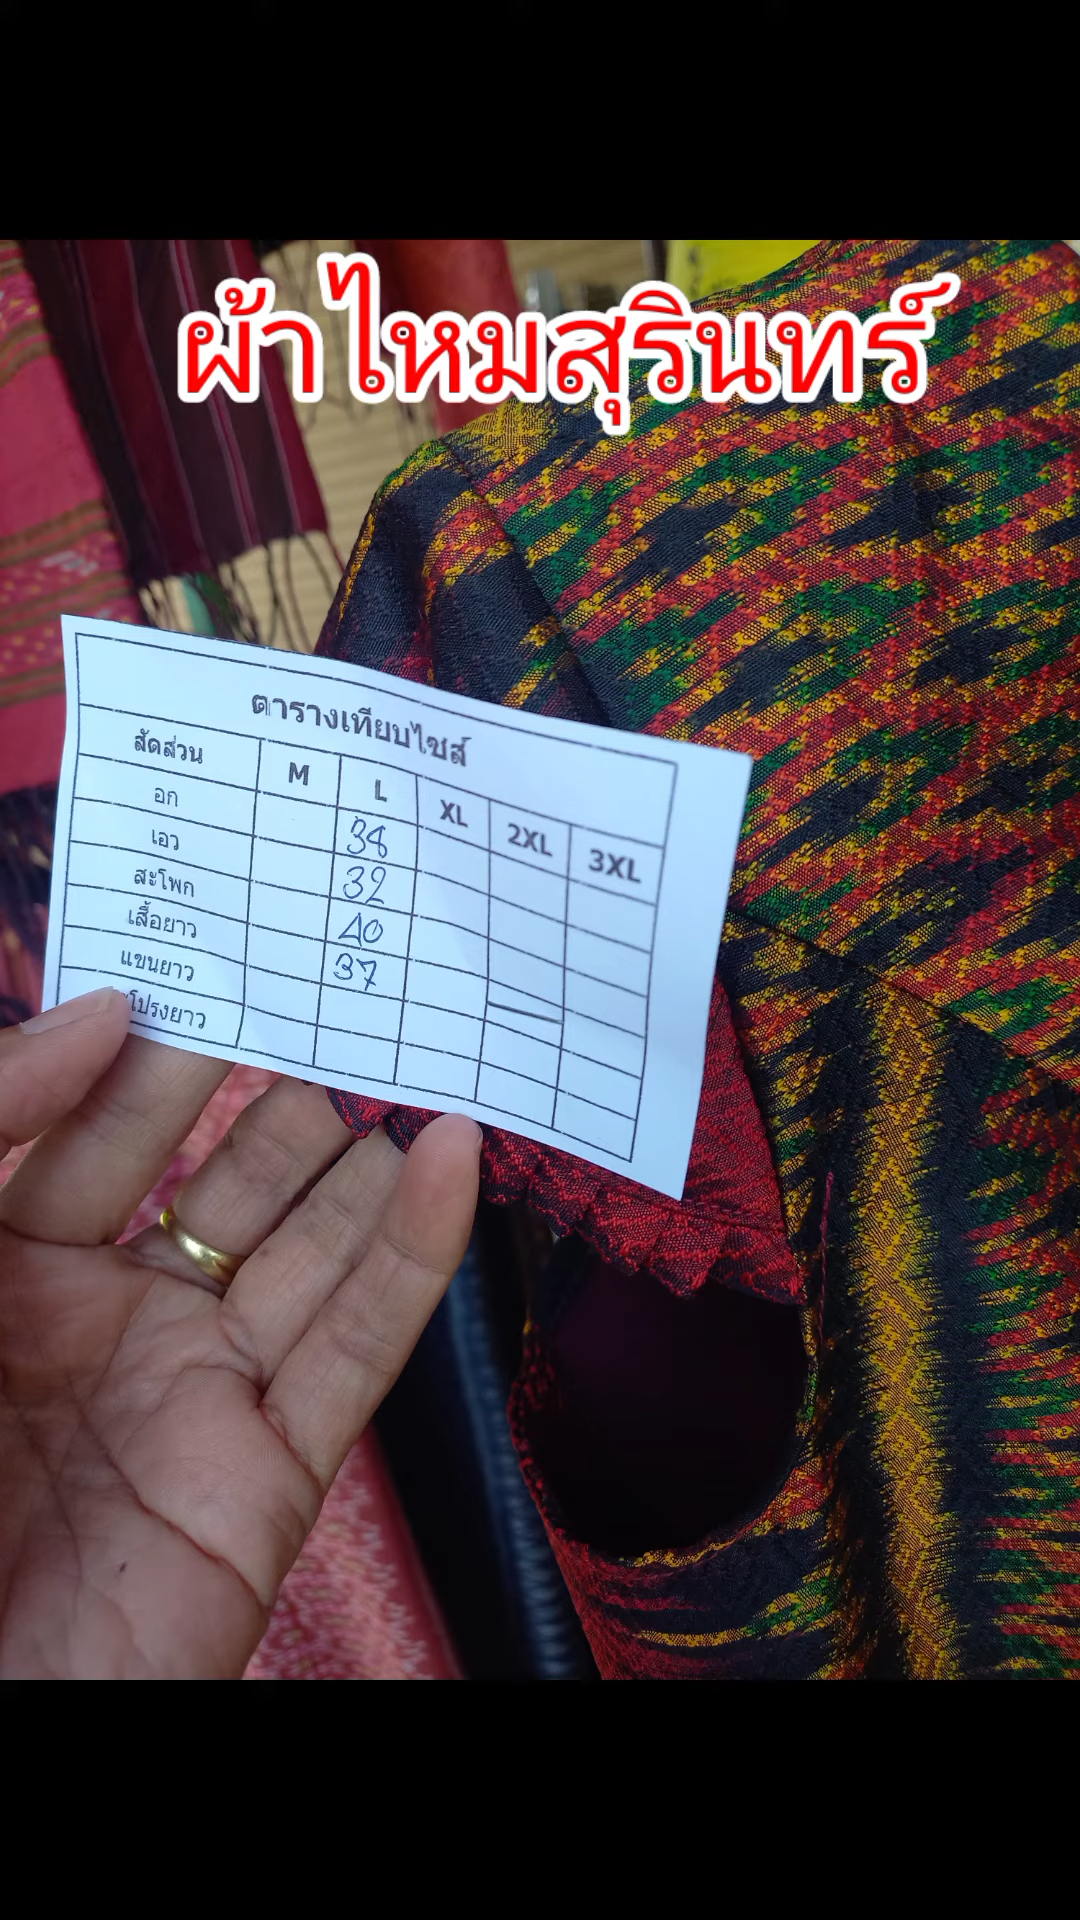 ผ้าไหมสุรินทร์
ตารางเทียบไซส์
สัดส่วน M L XL 2XL 3XL
อก 38
เอว 32
สะโพก 40
เสื้อยาว 37
แขนยาว
โปรงยาว